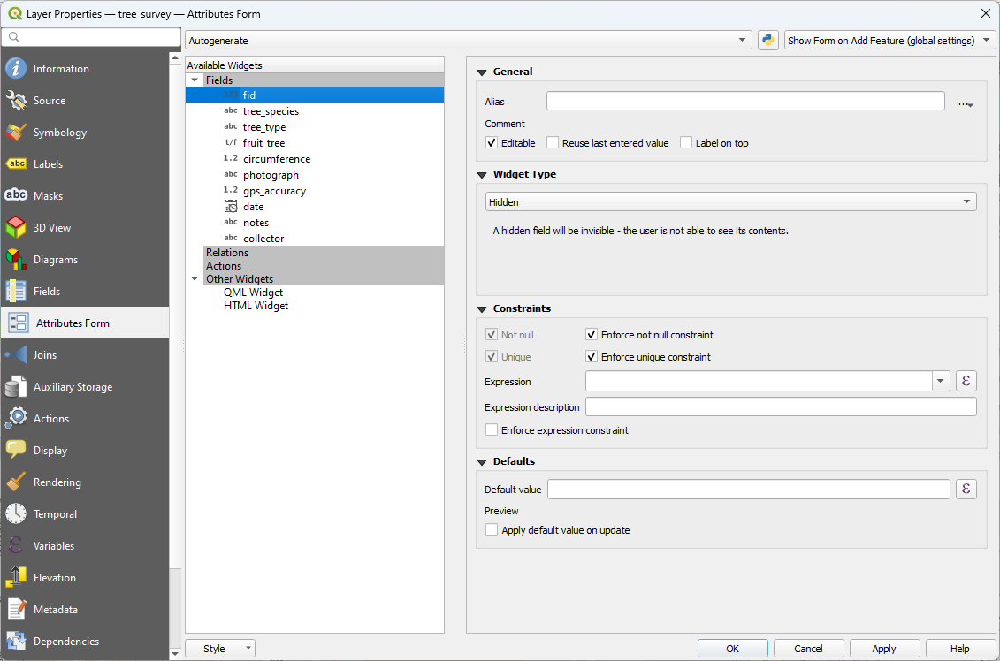 Layer Properties — tree_survey — Attributes Form
Autogenerate
Show Form on Add Feature (global settings)
Information
Source
Symbology
abc Labels
abc Masks
3D View
Diagrams
Fields
Attributes Form
Joins
Auxiliary Storage
Actions
Display
Rendering
Temporal
ε Variables
Elevation
Metadata
Dependencies
Available Widgets
Fields
123 fid
abc tree_species
abc tree_type
t/f fruit_tree
1.2 circumference
abc photograph
1.2 gps_accuracy
date
abc notes
abc collector
Relations
Actions
Other Widgets
QML Widget
HTML Widget
General
Alias
...
Comment
Editable Reuse last entered value Label on top
Widget Type
Hidden
A hidden field will be invisible - the user is not able to see its contents.
Constraints
Not null Enforce not null constraint
Unique Enforce unique constraint
Expression ε
Expression description
Enforce expression constraint
Defaults
Default value ε
Preview
Apply default value on update
Style OK Cancel Apply Help